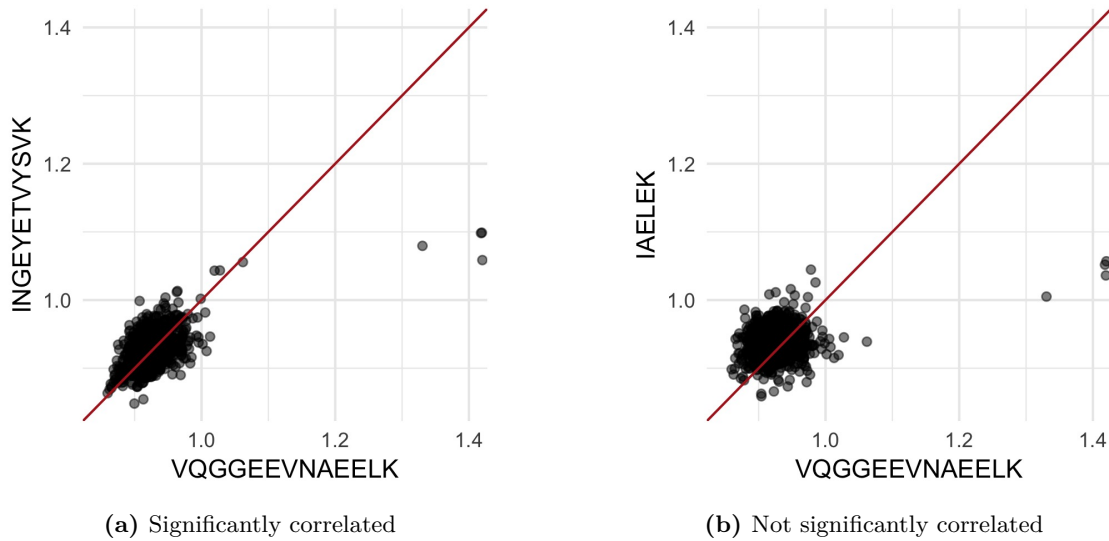 1.4
1.2
1.0
INGEYETVYSVK
1.0 1.2 1.4
VQGGEEVNAEELK
(a) Significantly correlated
1.4
1.2
1.0
IAELEK
1.0 1.2 1.4
VQGGEEVNAEELK
(b) Not significantly correlated